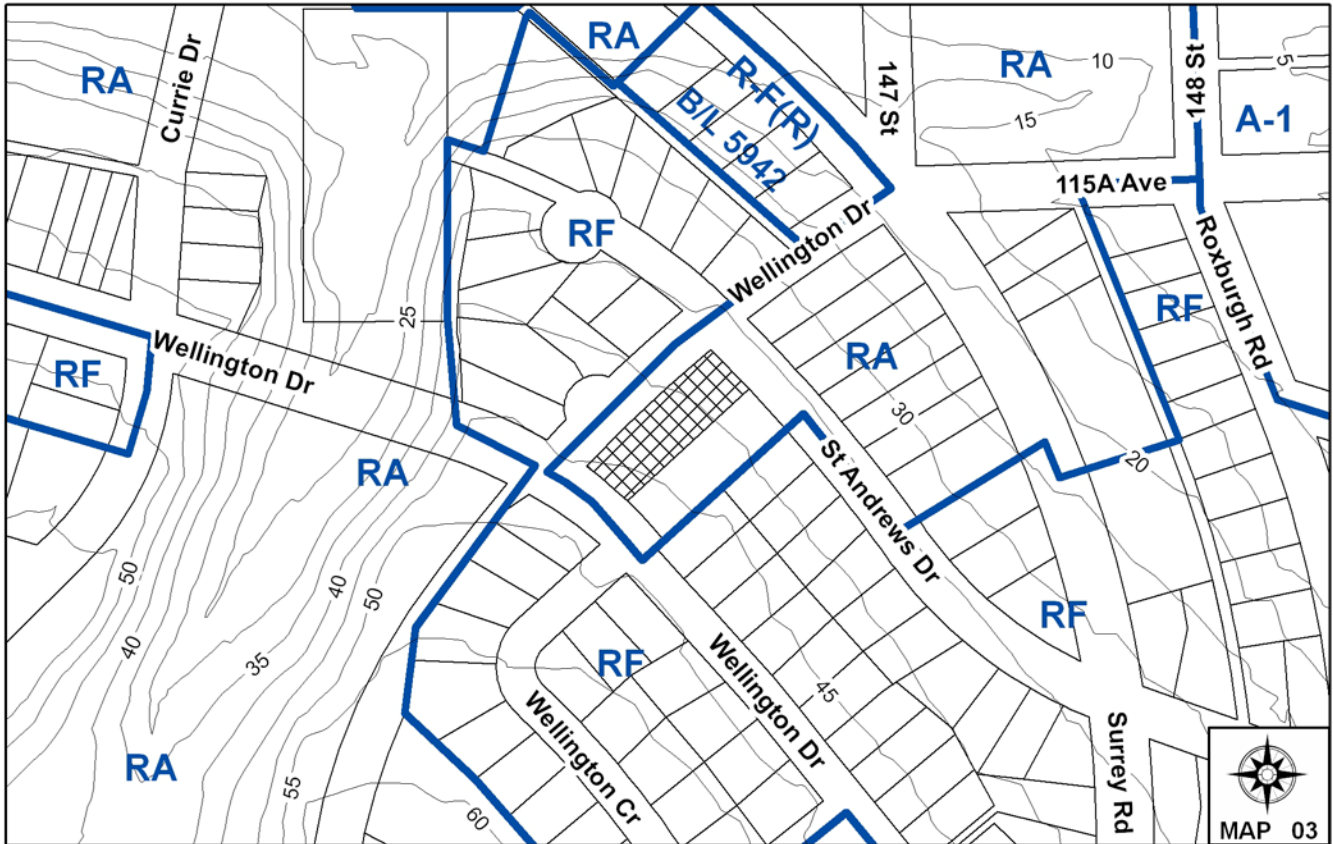 RA
R-F(R)
B/L 5942
RA
Currie Dr
147 St
RA
10
148 St
5
15
A-1
115A Ave
RF
Wellington Dr
Roxburgh Rd
RF
25
Wellington Dr
RF
RA
30
RA
St Andrews Dr
20
50
40
50
RF
40
35
RF
45
Wellington Dr
Wellington Cr
Surrey Rd
RA
55
60
MAP 03
RA